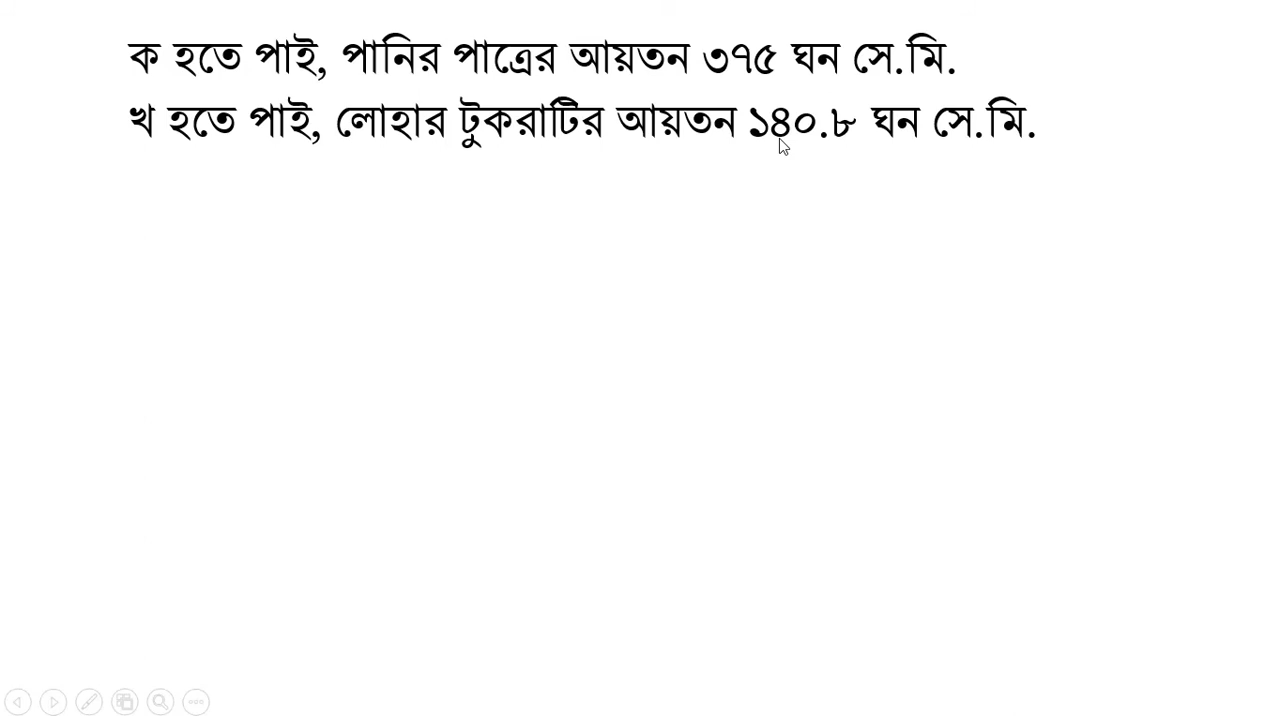 ক হতে পাই, পানির পাত্রের আয়তন ৩৭৫ ঘন সে.মি.
খ হতে পাই, লোহার টুকরাটির আয়তন ১৪০.৮ ঘন সে.মি.